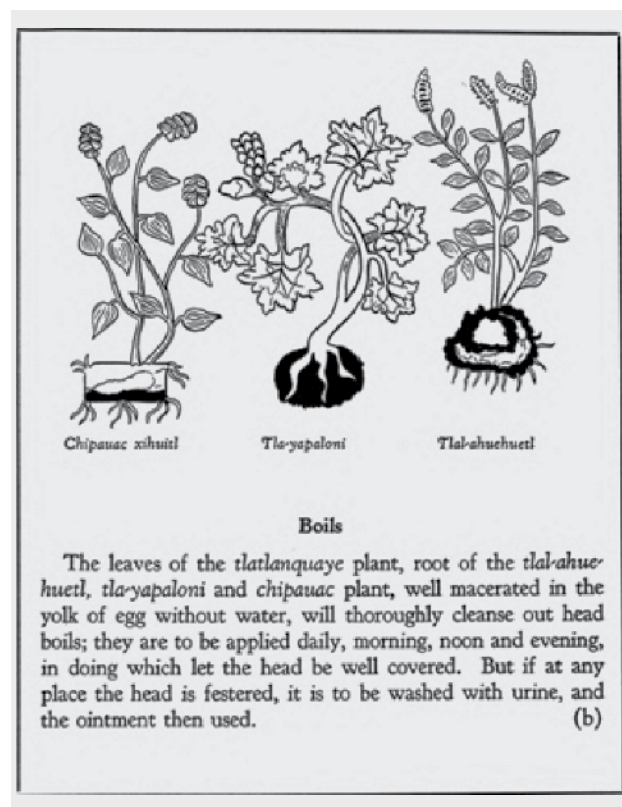 Chipauac xihuitl Tla-yapaloni Tlal-ahuehuetl
Boils
The leaves of the tlatlanquaye plant, root of the tlal-ahue-
huetl, tla-yapaloni and chipauac plant, well macerated in the
yolk of egg without water, will thoroughly cleanse out head
boils; they are to be applied daily, morning, noon and evening,
in doing which let the head be well covered. But if at any
place the head is festered, it is to be washed with urine, and
the ointment then used. (b)